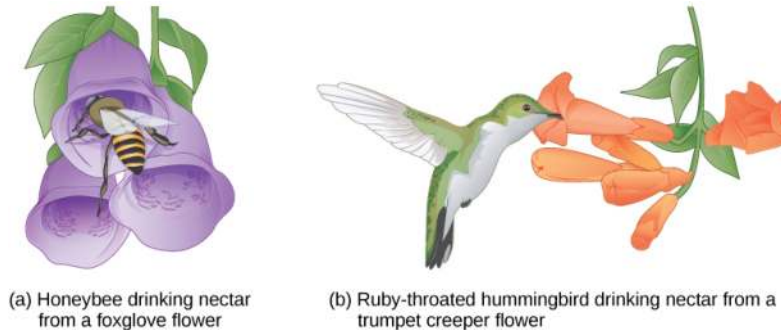 (a) Honeybee drinking nectar
from a foxglove flower
(b) Ruby-throated hummingbird drinking nectar from a
trumpet creeper flower